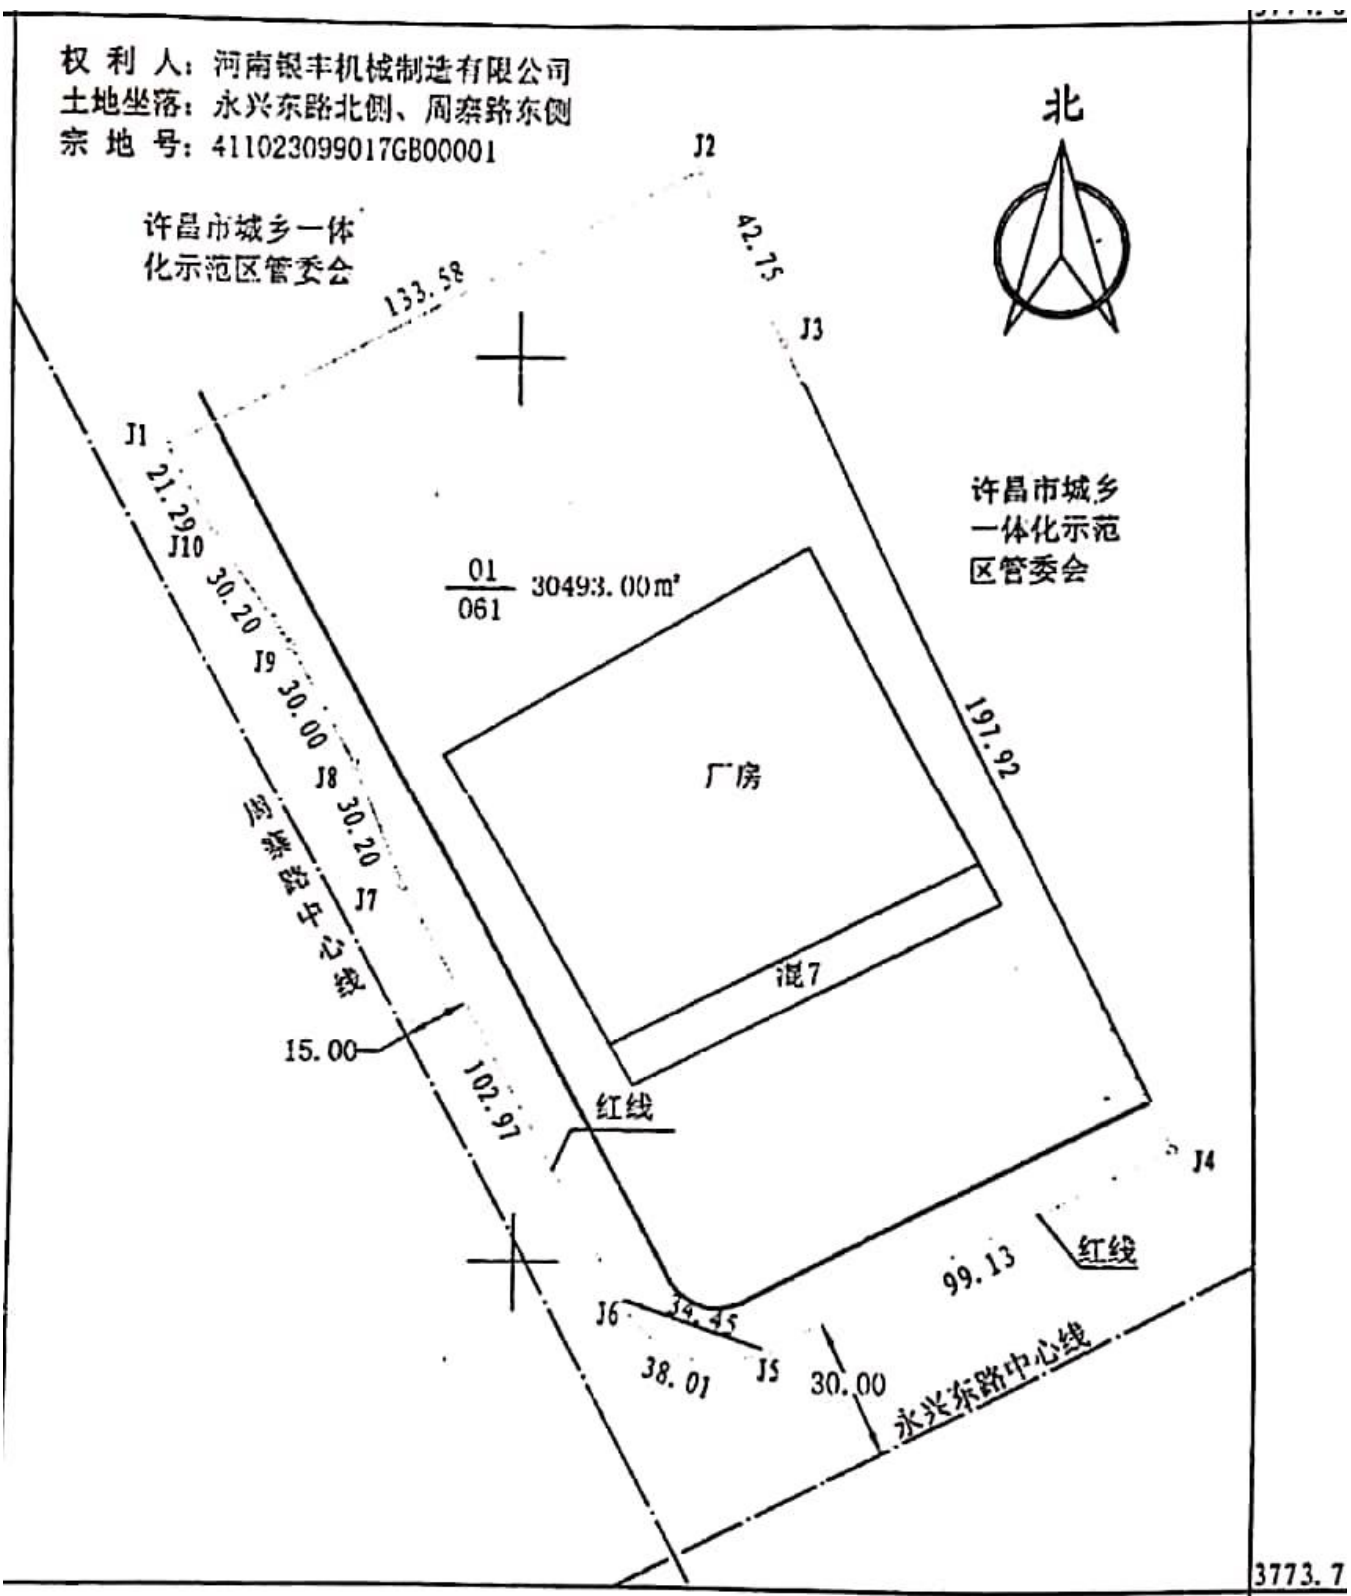 权 利 人：河南银丰机械制造有限公司
土地坐落：永兴东路北侧、周寨路东侧
宗 地 号：411023099017GB00001
北
J2
许昌市城乡一体
化示范区管委会
42.75
133.58
J3
J1
21.29
J10
许昌市城乡
一体化示范
区管委会
01
061
30493.00m²
30.20
J9
30.00
197.92
厂房
J8
30.20
J7
中心线
混7
15.00
102.97
红线
J4
红线
99.13
J6
34.45
38.01
J5
30.00
永兴东路中心线
3773.7